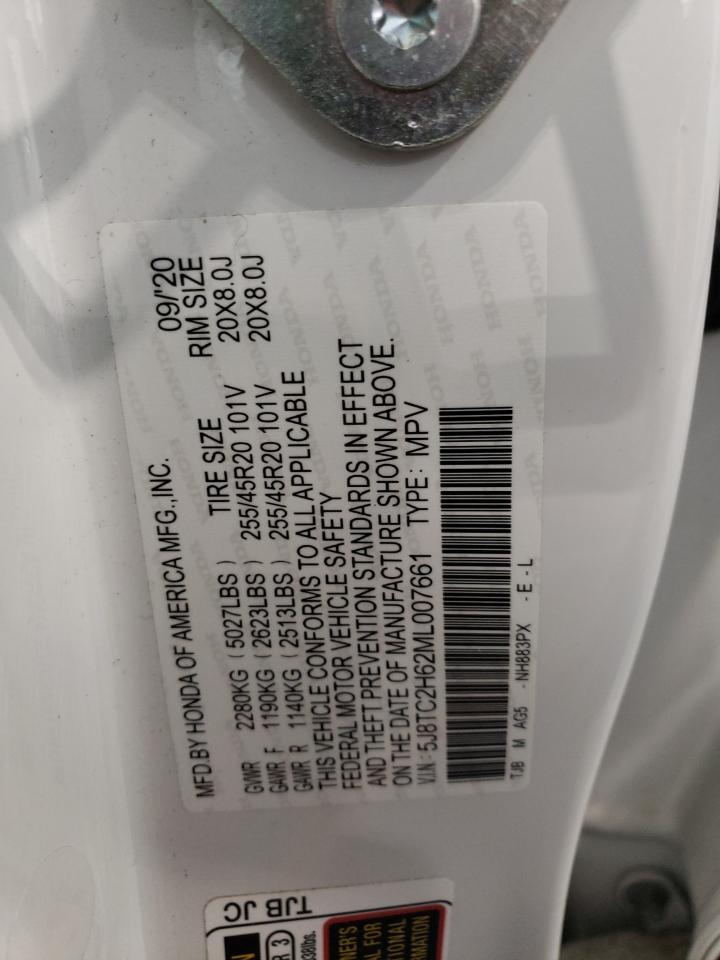 MFD.BY HONDA OF AMERICA MFG.,INC. 09/'20
TIRE SIZE RIM SIZE
GVWR 2280KG (5027LBS)
GAWR F 1190KG (2623LBS) 255/45R20 101V 20X8.0J
GAWR R 1140KG (2513LBS) 255/45R20 101V 20X8.0J
THIS VEHICLE CONFORMS TO ALL APPLICABLE
FEDERAL MOTOR VEHICLE SAFETY
AND THEFT PREVENTION STANDARDS IN EFFECT
ON THE DATE OF MANUFACTURE SHOWN ABOVE.
V.I.N: 5J8TC2H62ML007661 TYPE: MPV
TJB M AG5 - NH883PX - E - L
TJB JC